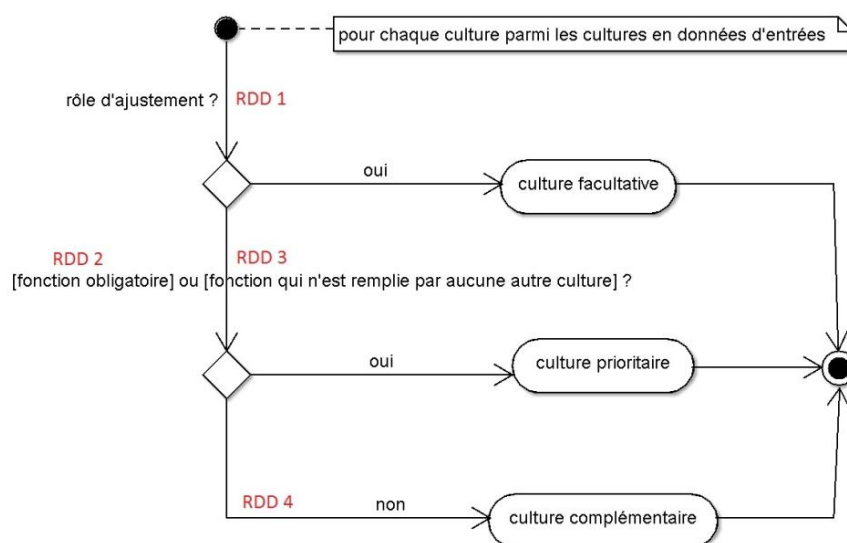 pour chaque culture parmi les cultures en données d'entrées
rôle d'ajustement ? RDD 1
oui
culture facultative
RDD 2 RDD 3
[fonction obligatoire] ou [fonction qui n'est remplie par aucune autre culture] ?
oui
culture prioritaire
RDD 4
non
culture complémentaire